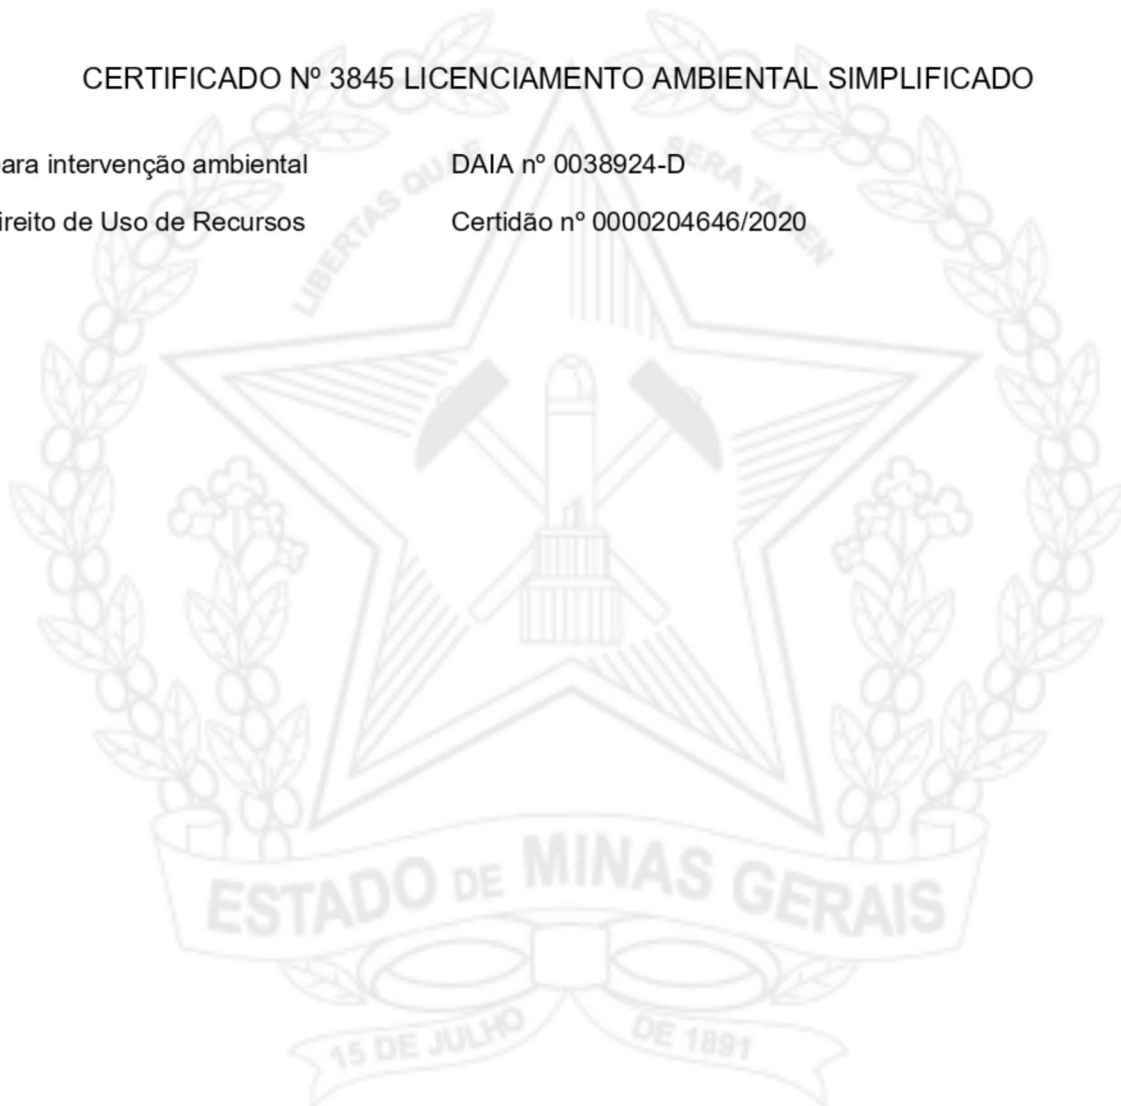 CERTIFICADO Nº 3845 LICENCIAMENTO AMBIENTAL SIMPLIFICADO
para intervenção ambiental DAIA nº 0038924-D
ireito de Uso de Recursos Certidão nº 0000204646/2020
LIBERTAS QUÆ SERA TAMEN
ESTADO DE MINAS GERAIS
15 DE JULHO DE 1891